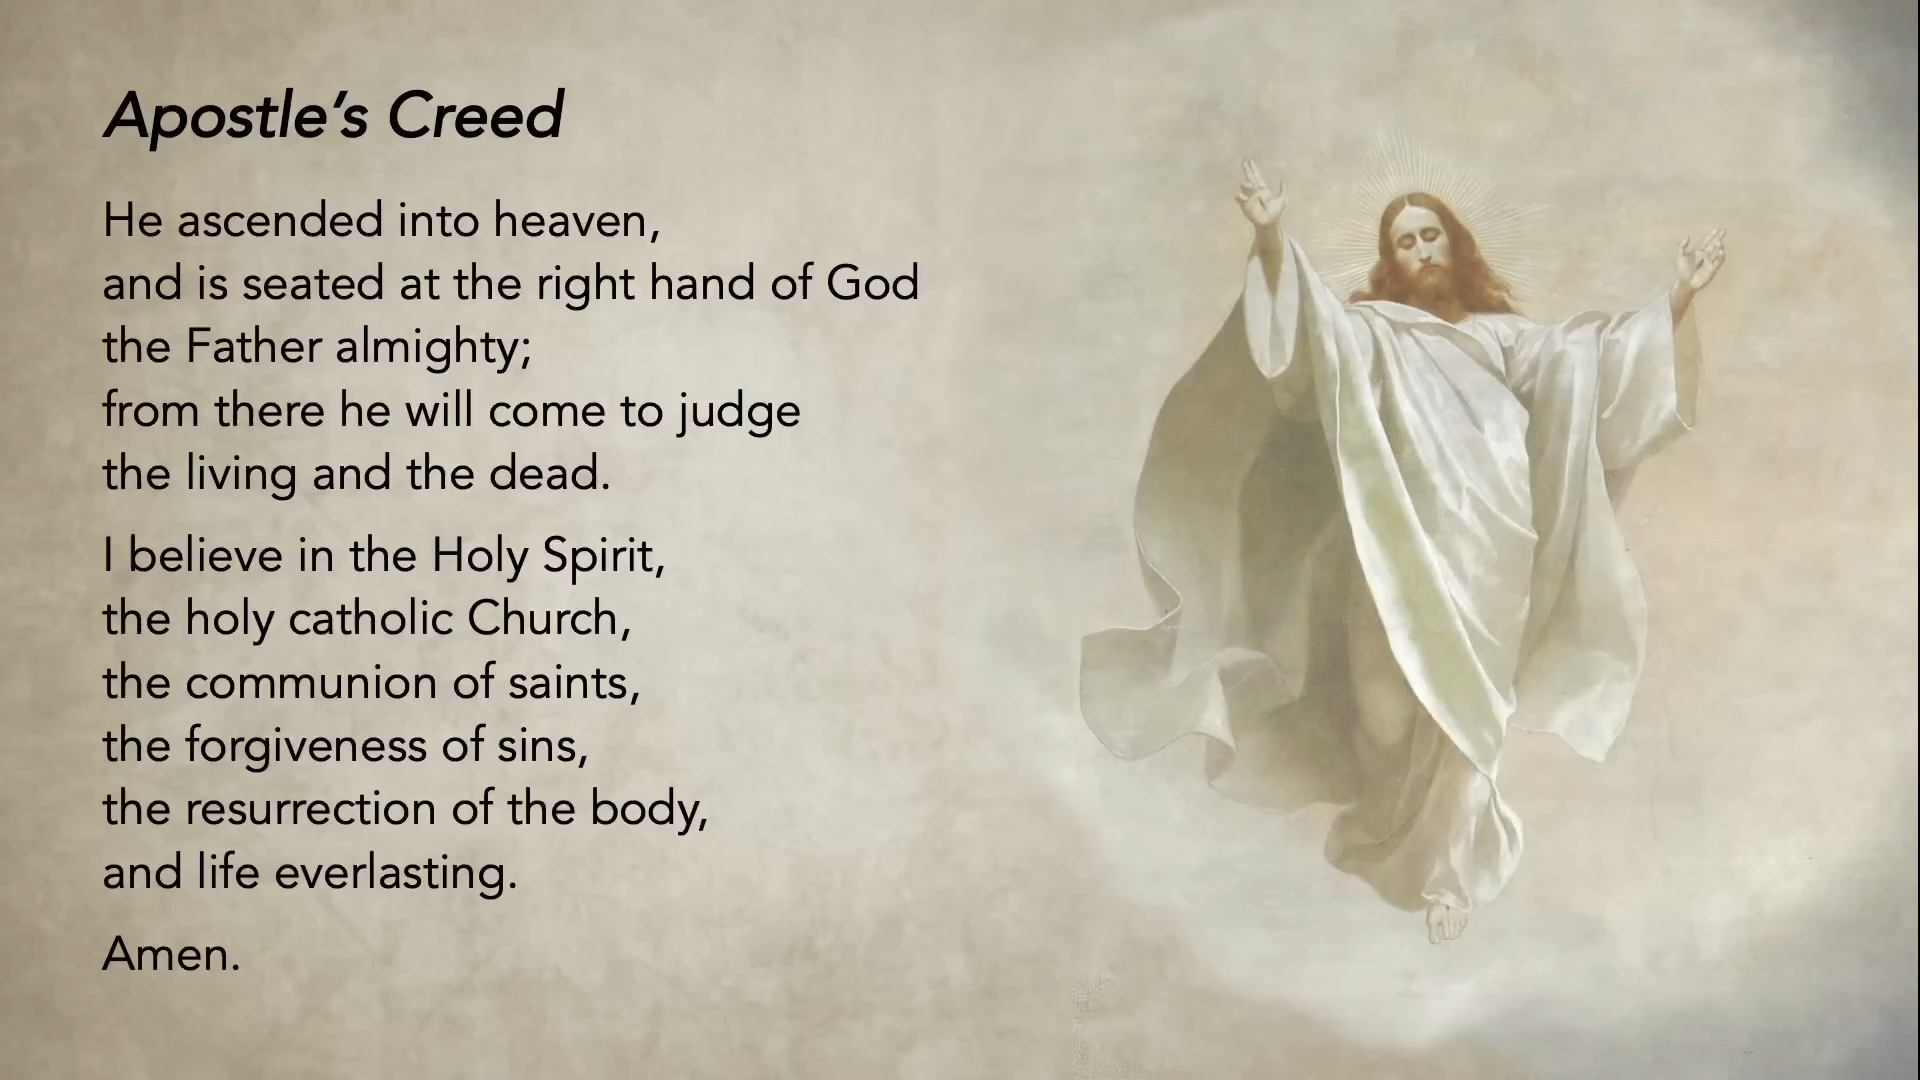 Apostle’s Creed
He ascended into heaven,
and is seated at the right hand of God
the Father almighty;
from there he will come to judge
the living and the dead.
I believe in the Holy Spirit,
the holy catholic Church,
the communion of saints,
the forgiveness of sins,
the resurrection of the body,
and life everlasting.
Amen.